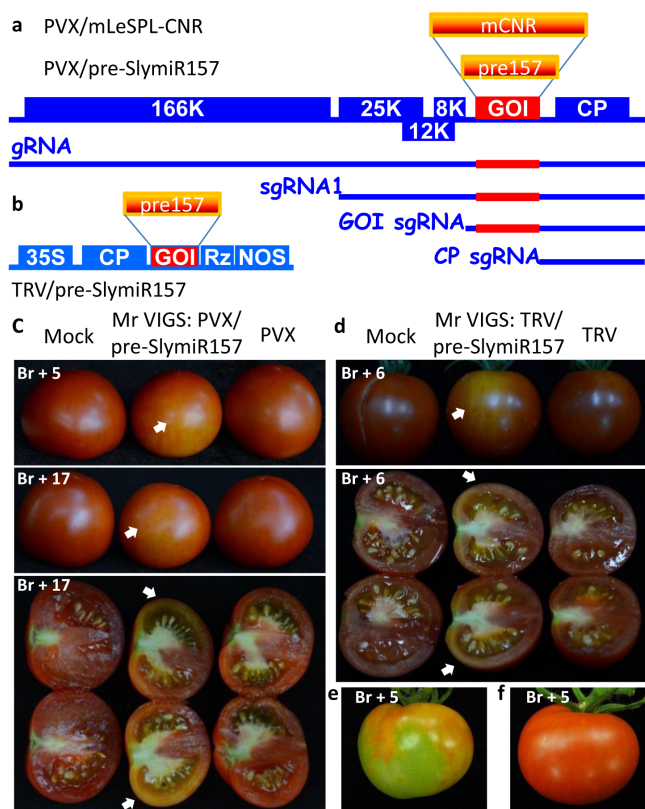 a
PVX/mLeSPL-CNR
PVX/pre-SlymiR157
mCNR
pre157
166K 25K 8K GOI CP
12K
gRNA
sgRNA1
GOI sgRNA
CP sgRNA
b
pre157
35S CP GOI Rz NOS
TRV/pre-SlymiR157
C
Mock
Mr VIGS: PVX/
pre-SlymiR157
PVX
Br + 5
Br + 17
Br + 17
d
Mock
Mr VIGS: TRV/
pre-SlymiR157
TRV
Br + 6
Br + 6
e
Br + 5
f
Br + 5